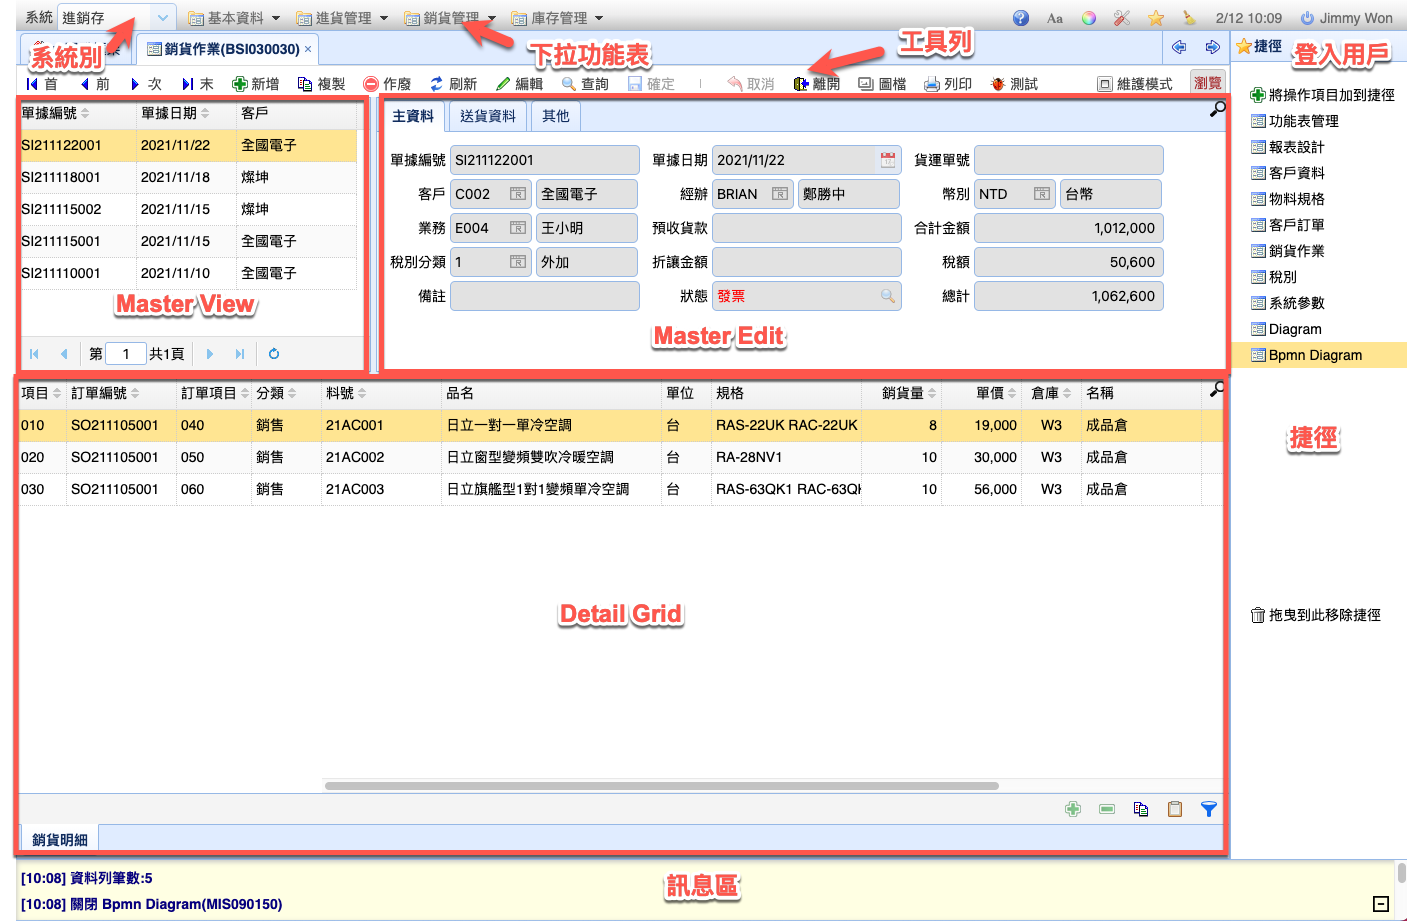 系統 進銷存 基本資料 進貨管理 銷貨管理 庫存管理 Aa 2/12 10:09 Jimmy Won
系統別 業 銷貨作業(BSI030030) × 下拉功能表 工具列 捷徑 登入用戶
首 前 次 末 新增 複製 作廢 刷新 編輯 查詢 確定 取消 離開 圖檔 列印 測試 維護模式 瀏覽
單據編號 單據日期 客戶
SI211122001 2021/11/22 全國電子
SI211118001 2021/11/18 燦坤
SI211115002 2021/11/15 燦坤
SI211115001 2021/11/15 全國電子
SI211110001 2021/11/10 全國電子
Master View
第 1 共1頁
主資料 送貨資料 其他
單據編號 SI211122001 單據日期 2021/11/22 貨運單號
客戶 C002 全國電子 經辦 BRIAN 鄭勝中 幣別 NTD 台幣
業務 E004 王小明 預收貨款 合計金額 1,012,000
稅別分類 1 外加 折讓金額 稅額 50,600
備註 狀態 發票 總計 1,062,600
Master Edit
將操作項目加到捷徑
功能表管理
報表設計
客戶資料
物料規格
客戶訂單
銷貨作業
稅別
系統參數
Diagram
Bpmn Diagram
捷徑
拖曳到此移除捷徑
項目 訂單編號 訂單項目 分類 料號 品名 單位 規格 銷貨量 單價 倉庫 名稱
010 SO211105001 040 銷售 21AC001 日立一對一單冷空調 台 RAS-22UK RAC-22UK 8 19,000 W3 成品倉
020 SO211105001 050 銷售 21AC002 日立窗型變頻雙吹冷暖空調 台 RA-28NV1 10 30,000 W3 成品倉
030 SO211105001 060 銷售 21AC003 日立旗艦型1對1變頻單冷空調 台 RAS-63QK1 RAC-63QK 10 56,000 W3 成品倉
Detail Grid
銷貨明細
[10:08] 資料列筆數:5
[10:08] 關閉 Bpmn Diagram(MIS090150)
訊息區